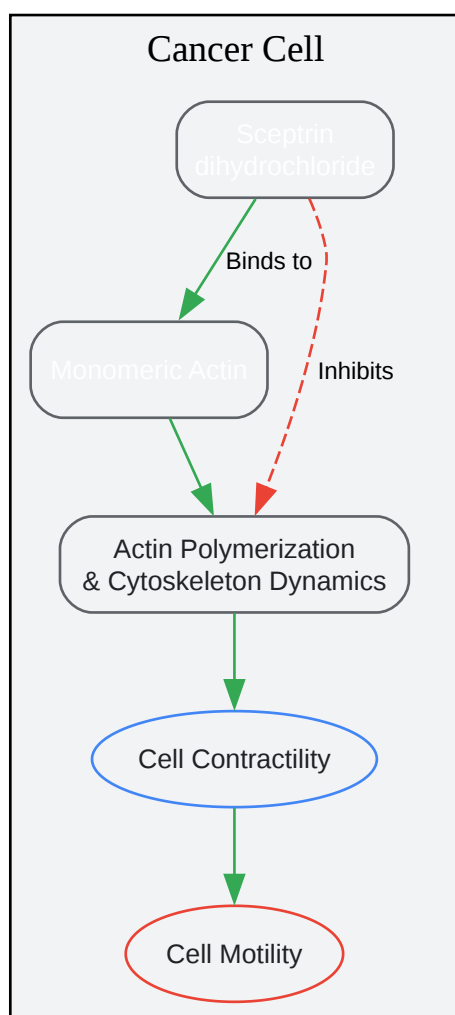 Cancer Cell
Sceptrin
dihydrochloride
Binds to
Monomeric Actin
Inhibits
Actin Polymerization
& Cytoskeleton Dynamics
Cell Contractility
Cell Motility